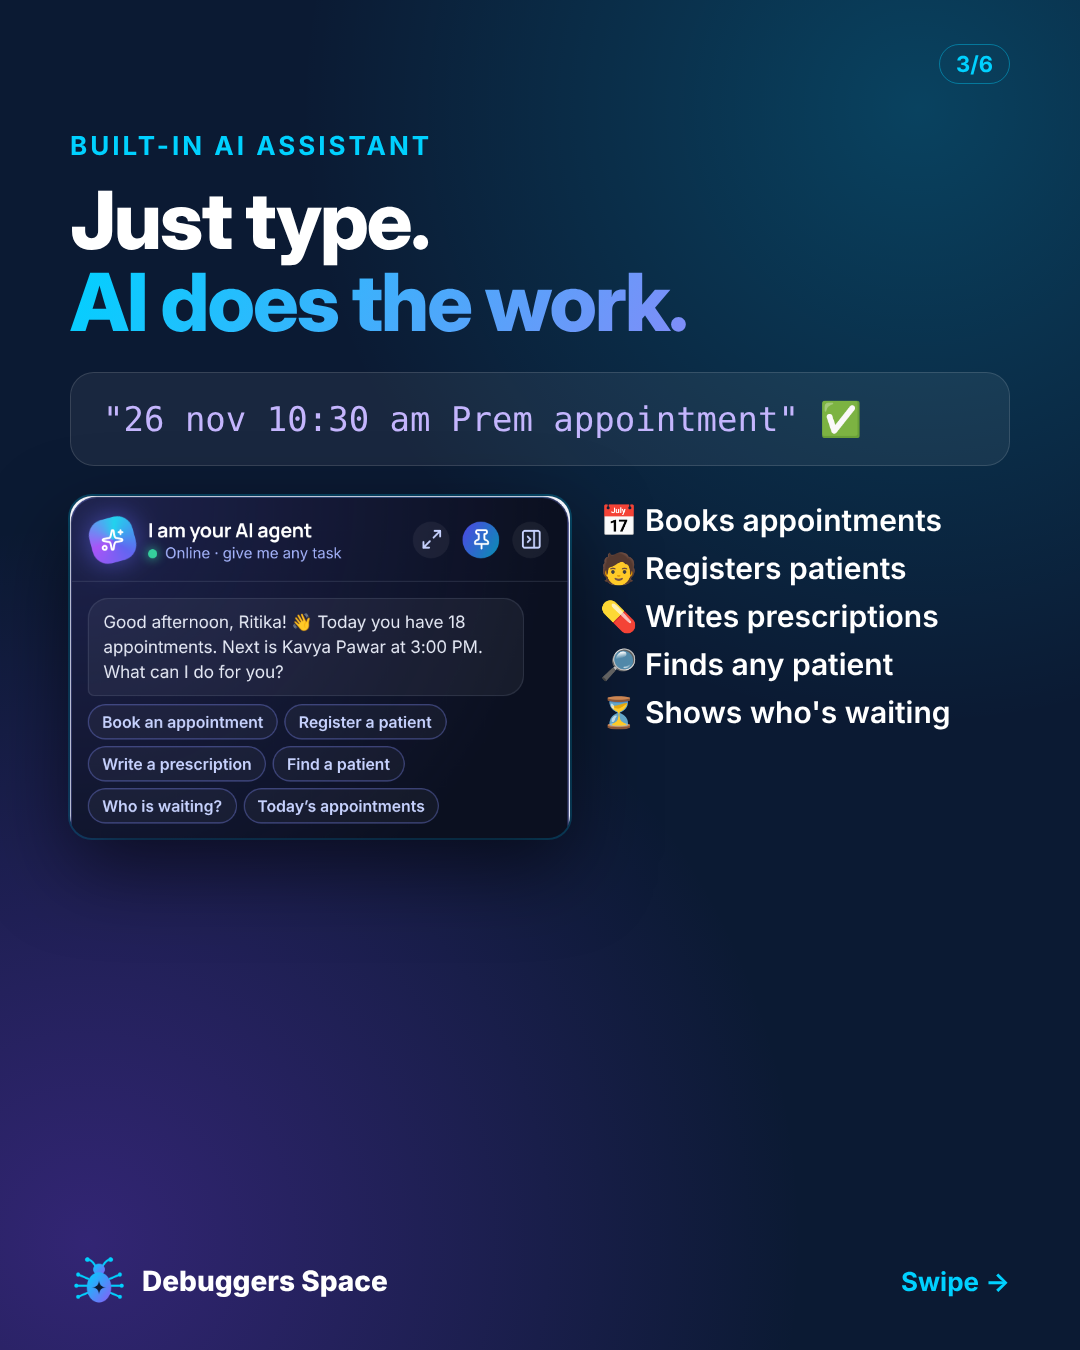 3/6
BUILT-IN AI ASSISTANT
Just type.
AI does the work.
"26 nov 10:30 am Prem appointment" ✅
I am your AI agent
Online · give me any task
Good afternoon, Ritika! 👋 Today you have 18
appointments. Next is Kavya Pawar at 3:00 PM.
What can I do for you?
Book an appointment
Register a patient
Write a prescription
Find a patient
Who is waiting?
Today's appointments
📅 Books appointments
🧑 Registers patients
💊 Writes prescriptions
🔎 Finds any patient
⏳ Shows who's waiting
Debuggers Space
Swipe →